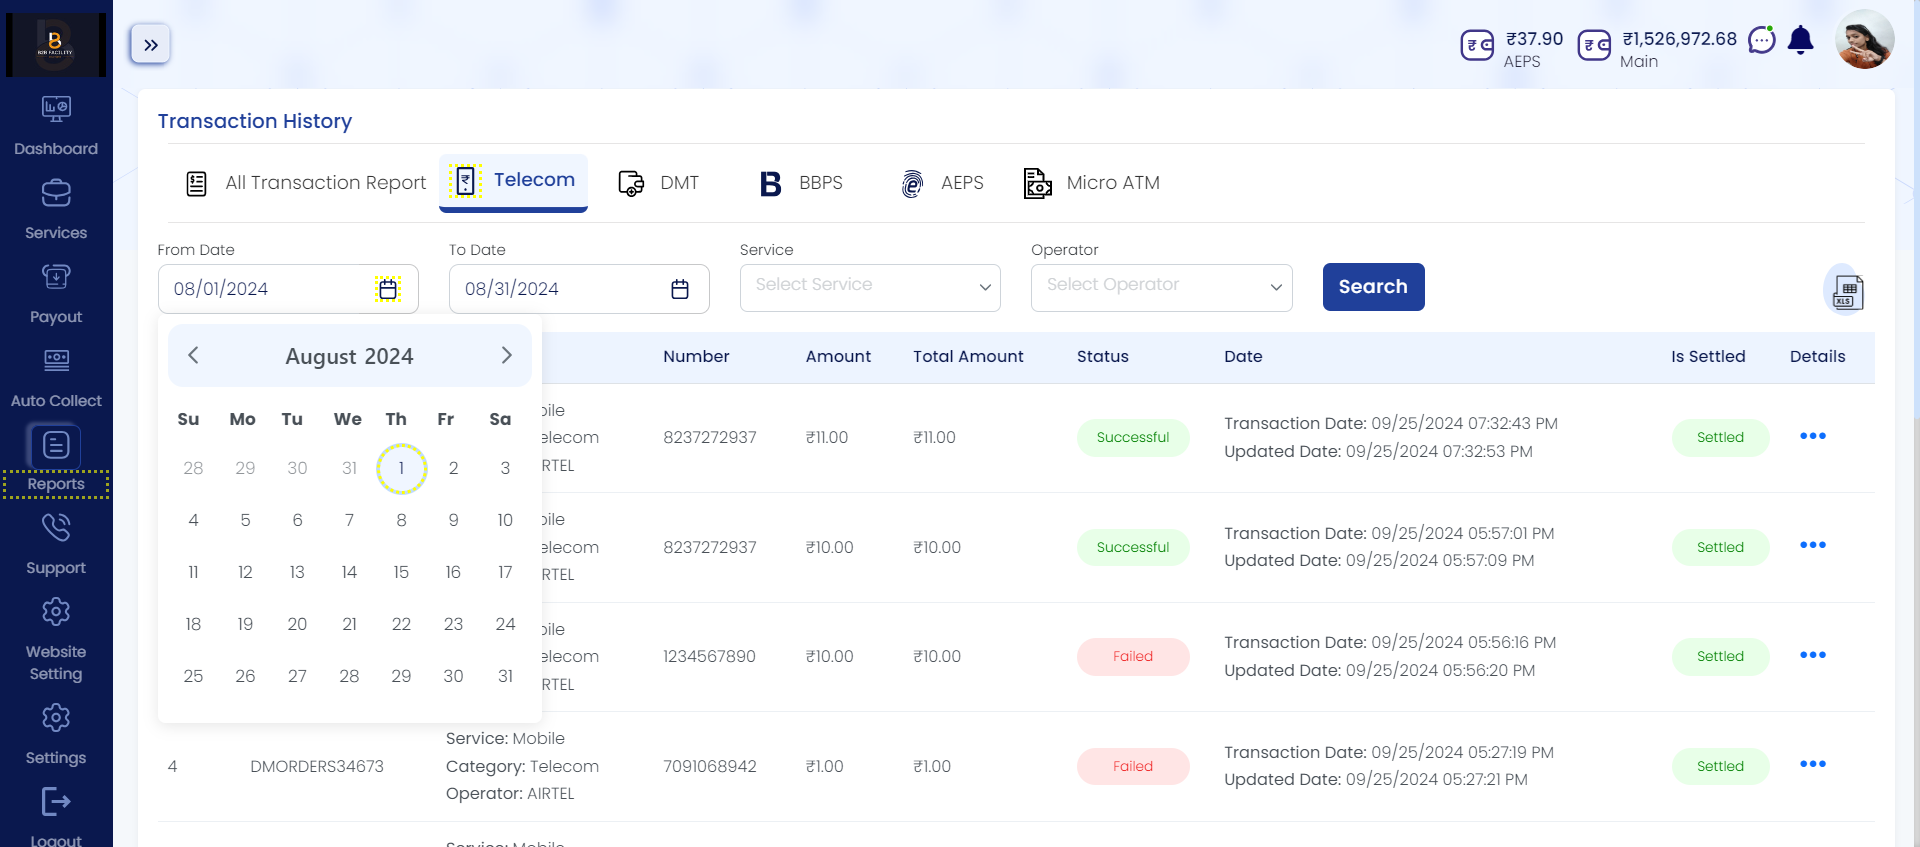 B2B FACILITY
₹37.90
AEPS
₹1,526,972.68
Main
Dashboard
Services
Payout
Auto Collect
Reports
Support
Website
Setting
Settings
Logout
Transaction History
All Transaction Report
Telecom
DMT
BBPS
AEPS
Micro ATM
From Date
To Date
Service
Operator
08/01/2024
08/31/2024
Select Service
Select Operator
Search
XLS
August 2024
Su Mo Tu We Th Fr Sa
28 29 30 31 1 2 3
4 5 6 7 8 9 10
11 12 13 14 15 16 17
18 19 20 21 22 23 24
25 26 27 28 29 30 31
Number Amount Total Amount Status Date Is Settled Details
8237272937 ₹11.00 ₹11.00 Successful
Transaction Date: 09/25/2024 07:32:43 PM
Updated Date: 09/25/2024 07:32:53 PM
Settled
8237272937 ₹10.00 ₹10.00 Successful
Transaction Date: 09/25/2024 05:57:01 PM
Updated Date: 09/25/2024 05:57:09 PM
Settled
1234567890 ₹10.00 ₹10.00 Failed
Transaction Date: 09/25/2024 05:56:16 PM
Updated Date: 09/25/2024 05:56:20 PM
Settled
4 DMORDERS34673
Service: Mobile
Category: Telecom
Operator: AIRTEL
7091068942 ₹1.00 ₹1.00 Failed
Transaction Date: 09/25/2024 05:27:19 PM
Updated Date: 09/25/2024 05:27:21 PM
Settled
Service: Mobile